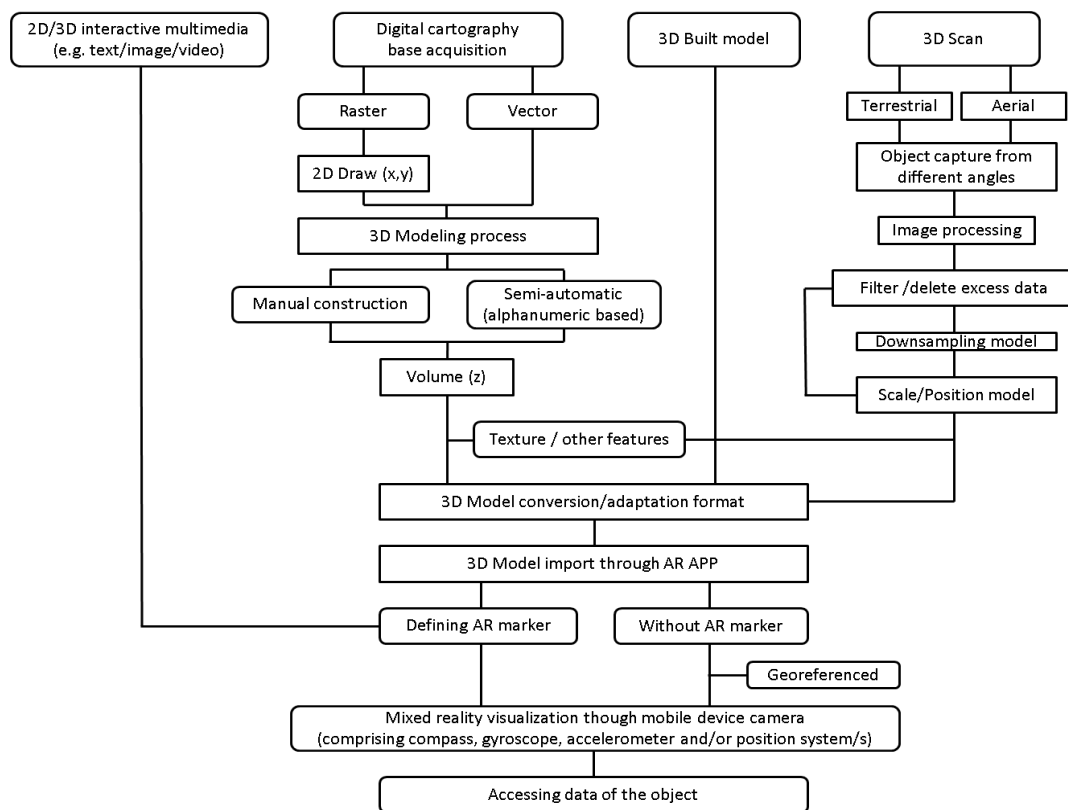 2D/3D interactive multimedia
(e.g. text/image/video)
Digital cartography
base acquisition
3D Built model
3D Scan
Raster
Vector
Terrestrial
Aerial
2D Draw (x,y)
Object capture from
different angles
3D Modeling process
Image processing
Manual construction
Semi-automatic
(alphanumeric based)
Filter /delete excess data
Downsampling model
Volume (z)
Scale/Position model
Texture / other features
3D Model conversion/adaptation format
3D Model import through AR APP
Defining AR marker
Without AR marker
Georeferenced
Mixed reality visualization though mobile device camera
(comprising compass, gyroscope, accelerometer and/or position system/s)
Accessing data of the object